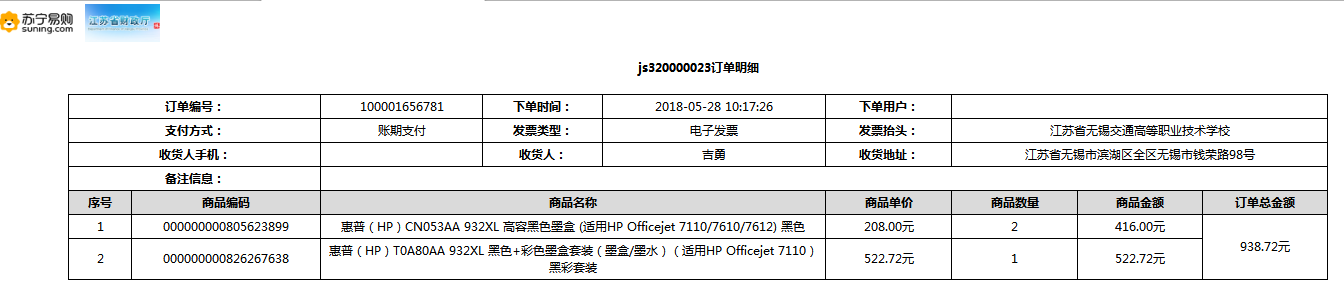 苏宁易购
suning.com
江苏省财政厅
js320000023订单明细
订单编号： 100001656781 下单时间： 2018-05-28 10:17:26 下单用户：
支付方式： 账期支付 发票类型： 电子发票 发票抬头： 江苏省无锡交通高等职业技术学校
收货人手机： 收货人： 吉勇 收货地址： 江苏省无锡市滨湖区全区无锡市钱荣路98号
备注信息：
序号 商品编码 商品名称 商品单价 商品数量 商品金额 订单总金额
1 000000000805623899 惠普（HP）CN053AA 932XL 高容黑色墨盒 (适用HP Officejet 7110/7610/7612) 黑色 208.00元 2 416.00元 938.72元
2 000000000826267638 惠普（HP）T0A80AA 932XL 黑色+彩色墨盒套装（墨盒/墨水）（适用HP Officejet 7110） 522.72元 1 522.72元
黑彩套装